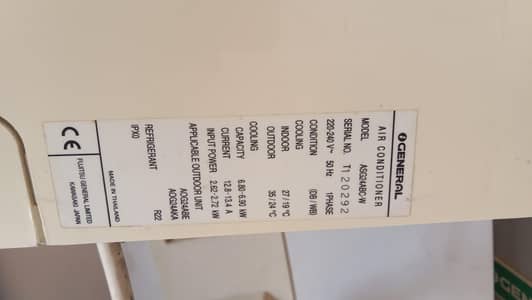 GENERAL
AIR CONDITIONER
MODEL ASG24ABC-W
SERIAL NO. T120292
220-240 V~ 50 Hz 1PHASE
CONDITION (DB / WB)
COOLING
INDOOR 27 / 19 °C
OUTDOOR 35 / 24 °C
COOLING
CAPACITY 6.80 - 6.90 kW
CURRENT 12.8 - 13.4 A
INPUT POWER 2.62 - 2.72 kW
APPLICABLE OUTDOOR UNIT
AOG24ABE
AOG24AKA
REFRIGERANT R22
IPX0
MADE IN THAILAND
CE FUJITSU GENERAL LIMITED
KAWASAKI JAPAN